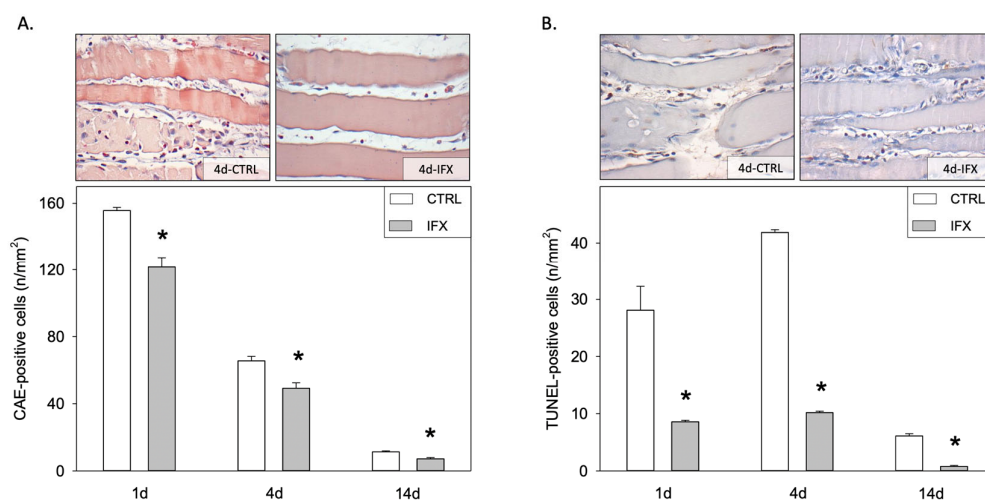 A.
4d-CTRL
4d-IFX
CTRL
IFX
CAE-positive cells (n/mm²)
160
120
80
40
0
*
*
*
1d
4d
14d
B.
4d-CTRL
4d-IFX
CTRL
IFX
TUNEL-positive cells (n/mm²)
40
30
20
10
0
*
*
*
1d
4d
14d